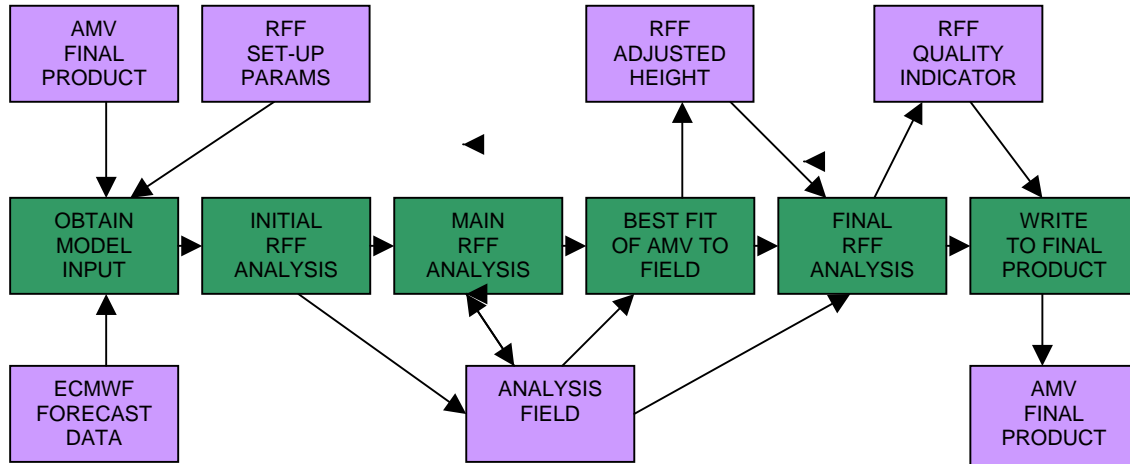 AMV
FINAL
PRODUCT
RFF
SET-UP
PARAMS
RFF
ADJUSTED
HEIGHT
RFF
QUALITY
INDICATOR
OBTAIN
MODEL
INPUT
INITIAL
RFF
ANALYSIS
MAIN
RFF
ANALYSIS
BEST FIT
OF AMV TO
FIELD
FINAL
RFF
ANALYSIS
WRITE
TO FINAL
PRODUCT
ECMWF
FORECAST
DATA
ANALYSIS
FIELD
AMV
FINAL
PRODUCT